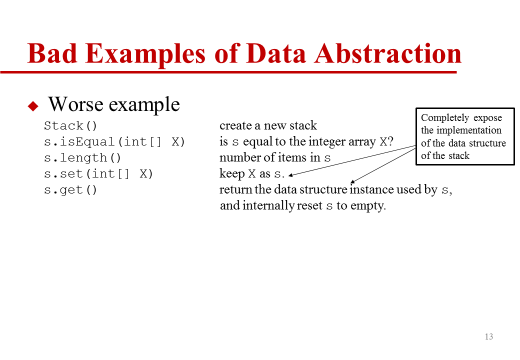 Bad Examples of Data Abstraction
Worse example
Stack() create a new stack
s.isEqual(int[] X) is s equal to the integer array X?
s.length() number of items in s
s.set(int[] X) keep X as s.
s.get() return the data structure instance used by s,
and internally reset s to empty.
Completely expose
the implementation
of the data structure
of the stack
13